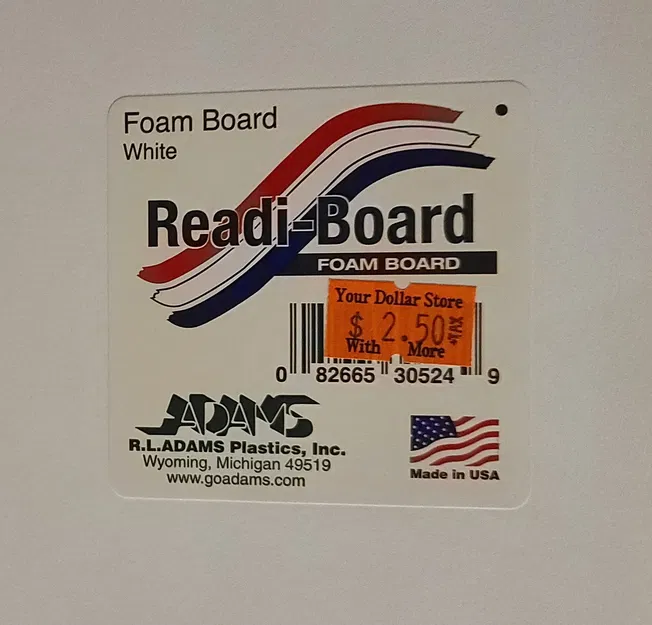 Foam Board
White
Readi-Board
FOAM BOARD
Your Dollar Store
$ 2.50 +TAX
With More
0 82665 30524 9
ADAMS
R.L.ADAMS Plastics, Inc.
Wyoming, Michigan 49519
www.goadams.com
Made in USA